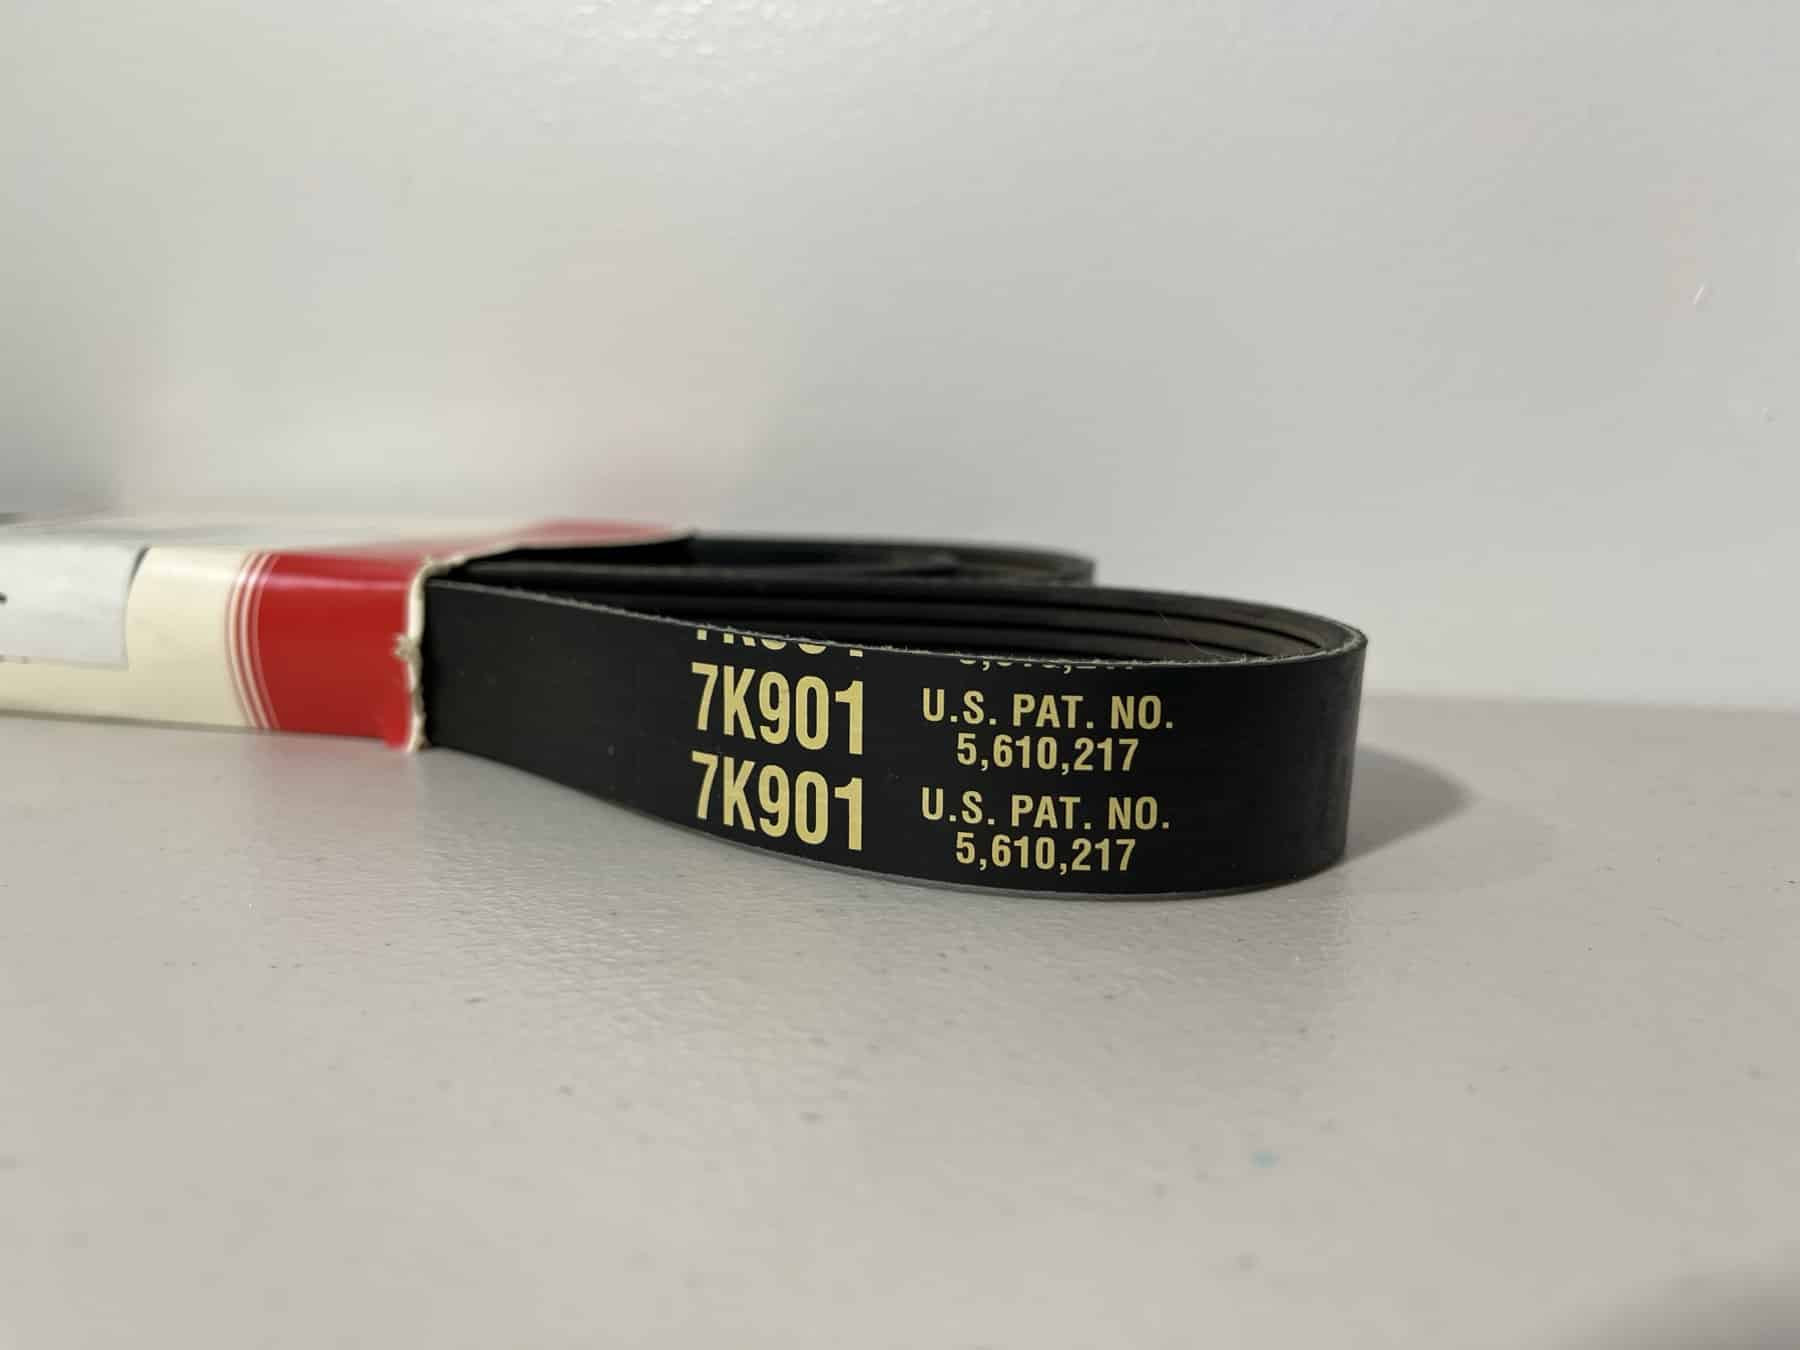 7K901
U.S. PAT. NO.
5,610,217
7K901
U.S. PAT. NO.
5,610,217